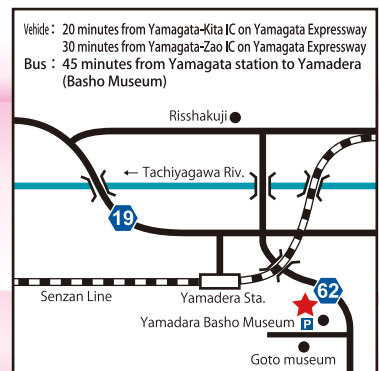 Vehicle : 20 minutes from Yamagata-Kita IC on Yamagata Expressway
30 minutes from Yamagata-Zao IC on Yamagata Expressway
Bus : 45 minutes from Yamagata station to Yamadera
(Basho Museum)
Risshakuji
← Tachiyagawa Riv.
19
62
Senzan Line
Yamadera Sta.
Yamadara Basho Museum
P
Goto museum